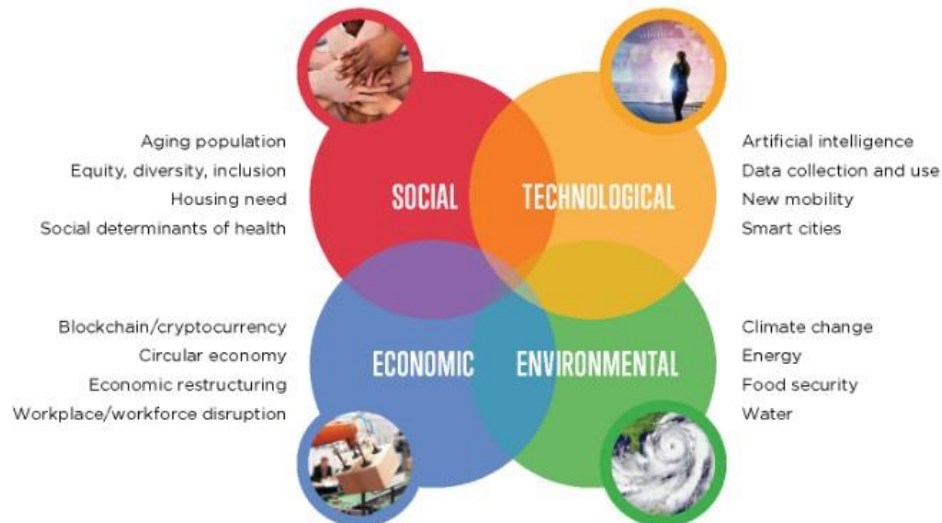 Aging population
Equity, diversity, inclusion
Housing need
Social determinants of health
SOCIAL
TECHNOLOGICAL
Artificial intelligence
Data collection and use
New mobility
Smart cities
Blockchain/cryptocurrency
Circular economy
Economic restructuring
Workplace/workforce disruption
ECONOMIC
ENVIRONMENTAL
Climate change
Energy
Food security
Water